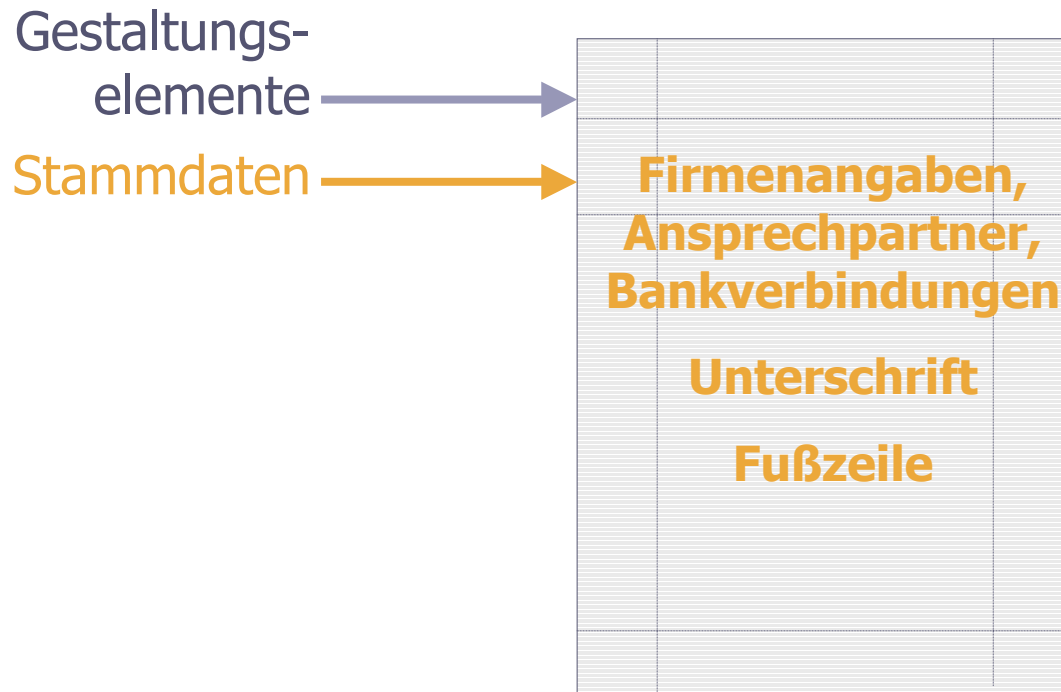 Gestaltungs-
elemente
Stammdaten
Firmenangaben,
Ansprechpartner,
Bankverbindungen
Unterschrift
Fußzeile